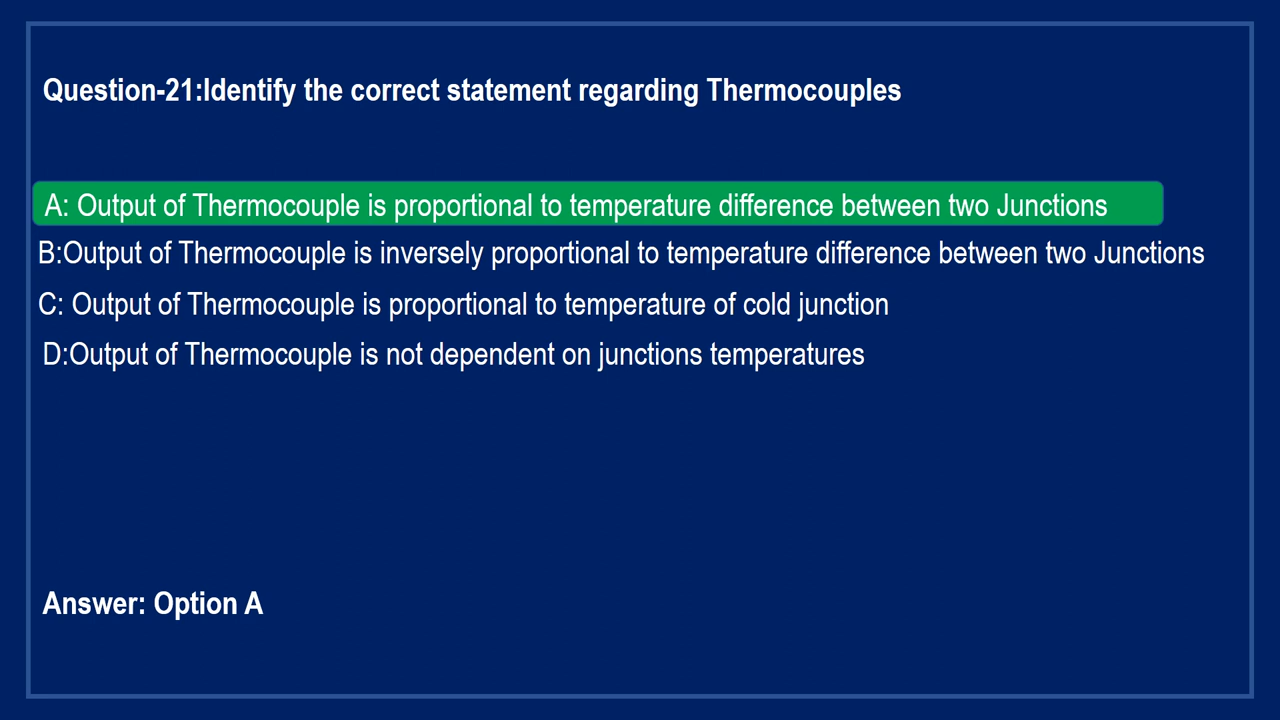 Question-21:Identify the correct statement regarding Thermocouples
A: Output of Thermocouple is proportional to temperature difference between two Junctions
B:Output of Thermocouple is inversely proportional to temperature difference between two Junctions
C: Output of Thermocouple is proportional to temperature of cold junction
D:Output of Thermocouple is not dependent on junctions temperatures
Answer: Option A